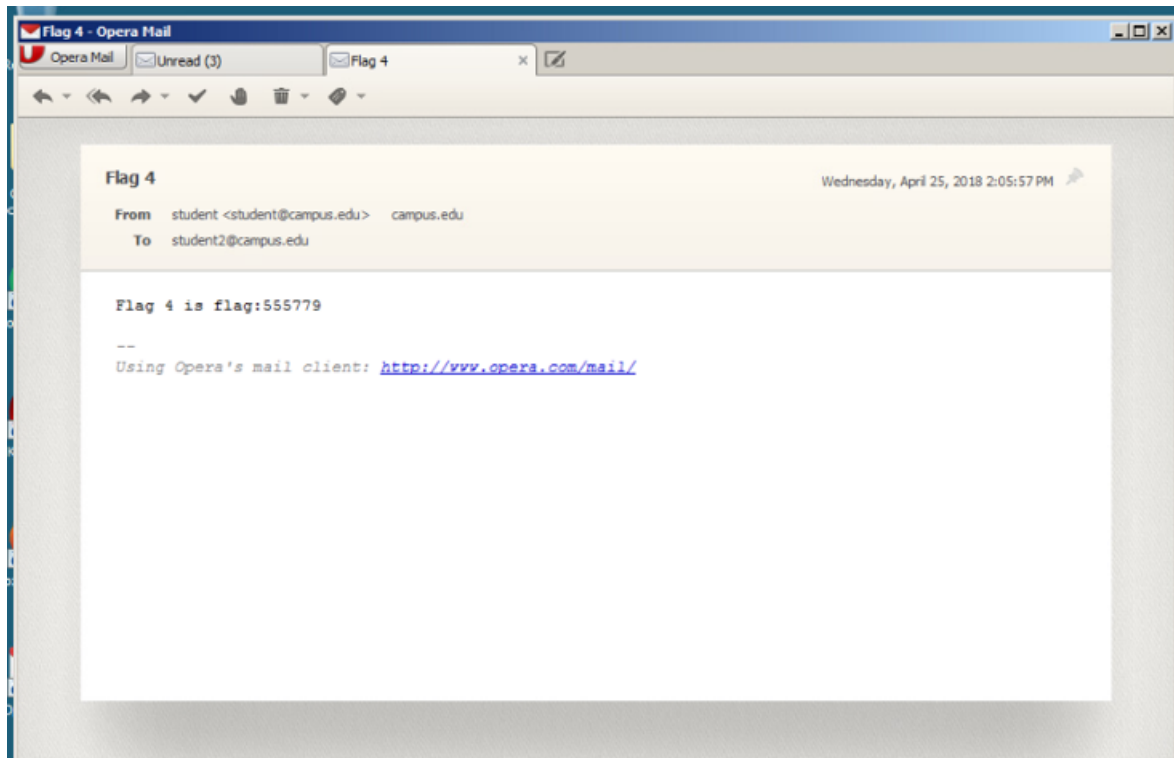 Flag 4 - Opera Mail
Opera Mail
Unread (3)
Flag 4
Flag 4
Wednesday, April 25, 2018 2:05:57 PM
From student <student@campus.edu> campus.edu
To student2@campus.edu
Flag 4 is flag:555779
--
Using Opera's mail client: http://www.opera.com/mail/